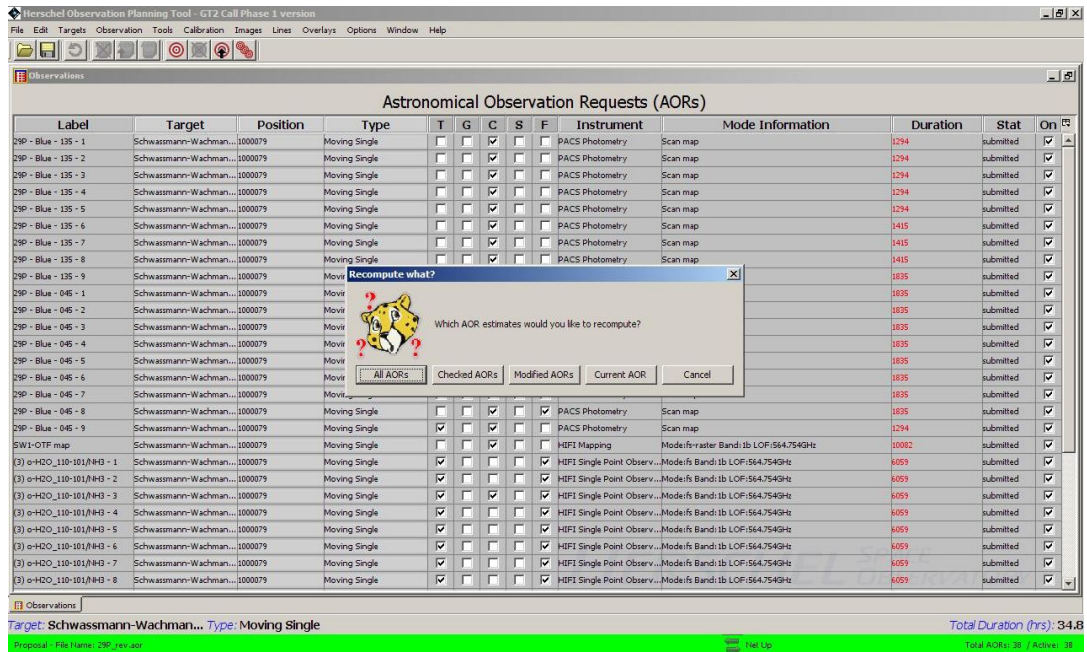 Herschel Observation Planning Tool - GT2 Call Phase 1 version
File Edit Targets Observation Tools Calibration Images Lines Overlays Options Window Help
Observations
Astronomical Observation Requests (AORs)
Label Target Position Type T G C S F Instrument Mode Information Duration Stat On
29P - Blue - 135 - 1 Schwassmann-Wachman... 1000079 Moving Single PACS Photometry Scan map 1294 submitted
29P - Blue - 135 - 2 Schwassmann-Wachman... 1000079 Moving Single PACS Photometry Scan map 1294 submitted
29P - Blue - 135 - 3 Schwassmann-Wachman... 1000079 Moving Single PACS Photometry Scan map 1294 submitted
29P - Blue - 135 - 4 Schwassmann-Wachman... 1000079 Moving Single PACS Photometry Scan map 1294 submitted
29P - Blue - 135 - 5 Schwassmann-Wachman... 1000079 Moving Single PACS Photometry Scan map 1294 submitted
29P - Blue - 135 - 6 Schwassmann-Wachman... 1000079 Moving Single PACS Photometry Scan map 1415 submitted
29P - Blue - 135 - 7 Schwassmann-Wachman... 1000079 Moving Single PACS Photometry Scan map 1415 submitted
29P - Blue - 135 - 8 Schwassmann-Wachman... 1000079 Moving Single PACS Photometry Scan map 1415 submitted
29P - Blue - 135 - 9 Schwassmann-Wachman... 1000079 1835 submitted
29P - Blue - 045 - 1 Schwassmann-Wachman... 1000079 1835 submitted
29P - Blue - 045 - 2 Schwassmann-Wachman... 1000079 1835 submitted
29P - Blue - 045 - 3 Schwassmann-Wachman... 1000079 1835 submitted
29P - Blue - 045 - 4 Schwassmann-Wachman... 1000079 1835 submitted
29P - Blue - 045 - 5 Schwassmann-Wachman... 1000079 1835 submitted
29P - Blue - 045 - 6 Schwassmann-Wachman... 1000079 1835 submitted
29P - Blue - 045 - 7 Schwassmann-Wachman... 1000079 1835 submitted
Recompute what?
? ? ?
Which AOR estimates would you like to recompute?
All AORs Checked AORs Modified AORs Current AOR Cancel
29P - Blue - 045 - 8 Schwassmann-Wachman... 1000079 Moving Single PACS Photometry Scan map 1835 submitted
29P - Blue - 045 - 9 Schwassmann-Wachman... 1000079 Moving Single PACS Photometry Scan map 1294 submitted
SW1-OTF map Schwassmann-Wachman... 1000079 Moving Single HIFI Mapping Mode:fs-raster Band: 1b LOF:564.754GHz 10082 submitted
(3) o-H2O_110-101/NH3 - 1 Schwassmann-Wachman... 1000079 Moving Single HIFI Single Point Observ... Mode:fs Band: 1b LOF:564.754GHz 6059 submitted
(3) o-H2O_110-101/NH3 - 2 Schwassmann-Wachman... 1000079 Moving Single HIFI Single Point Observ... Mode:fs Band: 1b LOF:564.754GHz 6059 submitted
(3) o-H2O_110-101/NH3 - 3 Schwassmann-Wachman... 1000079 Moving Single HIFI Single Point Observ... Mode:fs Band: 1b LOF:564.754GHz 6059 submitted
(3) o-H2O_110-101/NH3 - 4 Schwassmann-Wachman... 1000079 Moving Single HIFI Single Point Observ... Mode:fs Band: 1b LOF:564.754GHz 6059 submitted
(3) o-H2O_110-101/NH3 - 5 Schwassmann-Wachman... 1000079 Moving Single HIFI Single Point Observ... Mode:fs Band: 1b LOF:564.754GHz 6059 submitted
(3) o-H2O_110-101/NH3 - 6 Schwassmann-Wachman... 1000079 Moving Single HIFI Single Point Observ... Mode:fs Band: 1b LOF:564.754GHz 6059 submitted
(3) o-H2O_110-101/NH3 - 7 Schwassmann-Wachman... 1000079 Moving Single HIFI Single Point Observ... Mode:fs Band: 1b LOF:564.754GHz 6059 submitted
(3) o-H2O_110-101/NH3 - 8 Schwassmann-Wachman... 1000079 Moving Single HIFI Single Point Observ... Mode:fs Band: 1b LOF:564.754GHz 6059 submitted
Observations
Target: Schwassmann-Wachman... Type: Moving Single Total Duration (hrs): 34.8
Proposal - File Name: 29P_rev.aor Net Up Total AORs: 38 / Active: 38